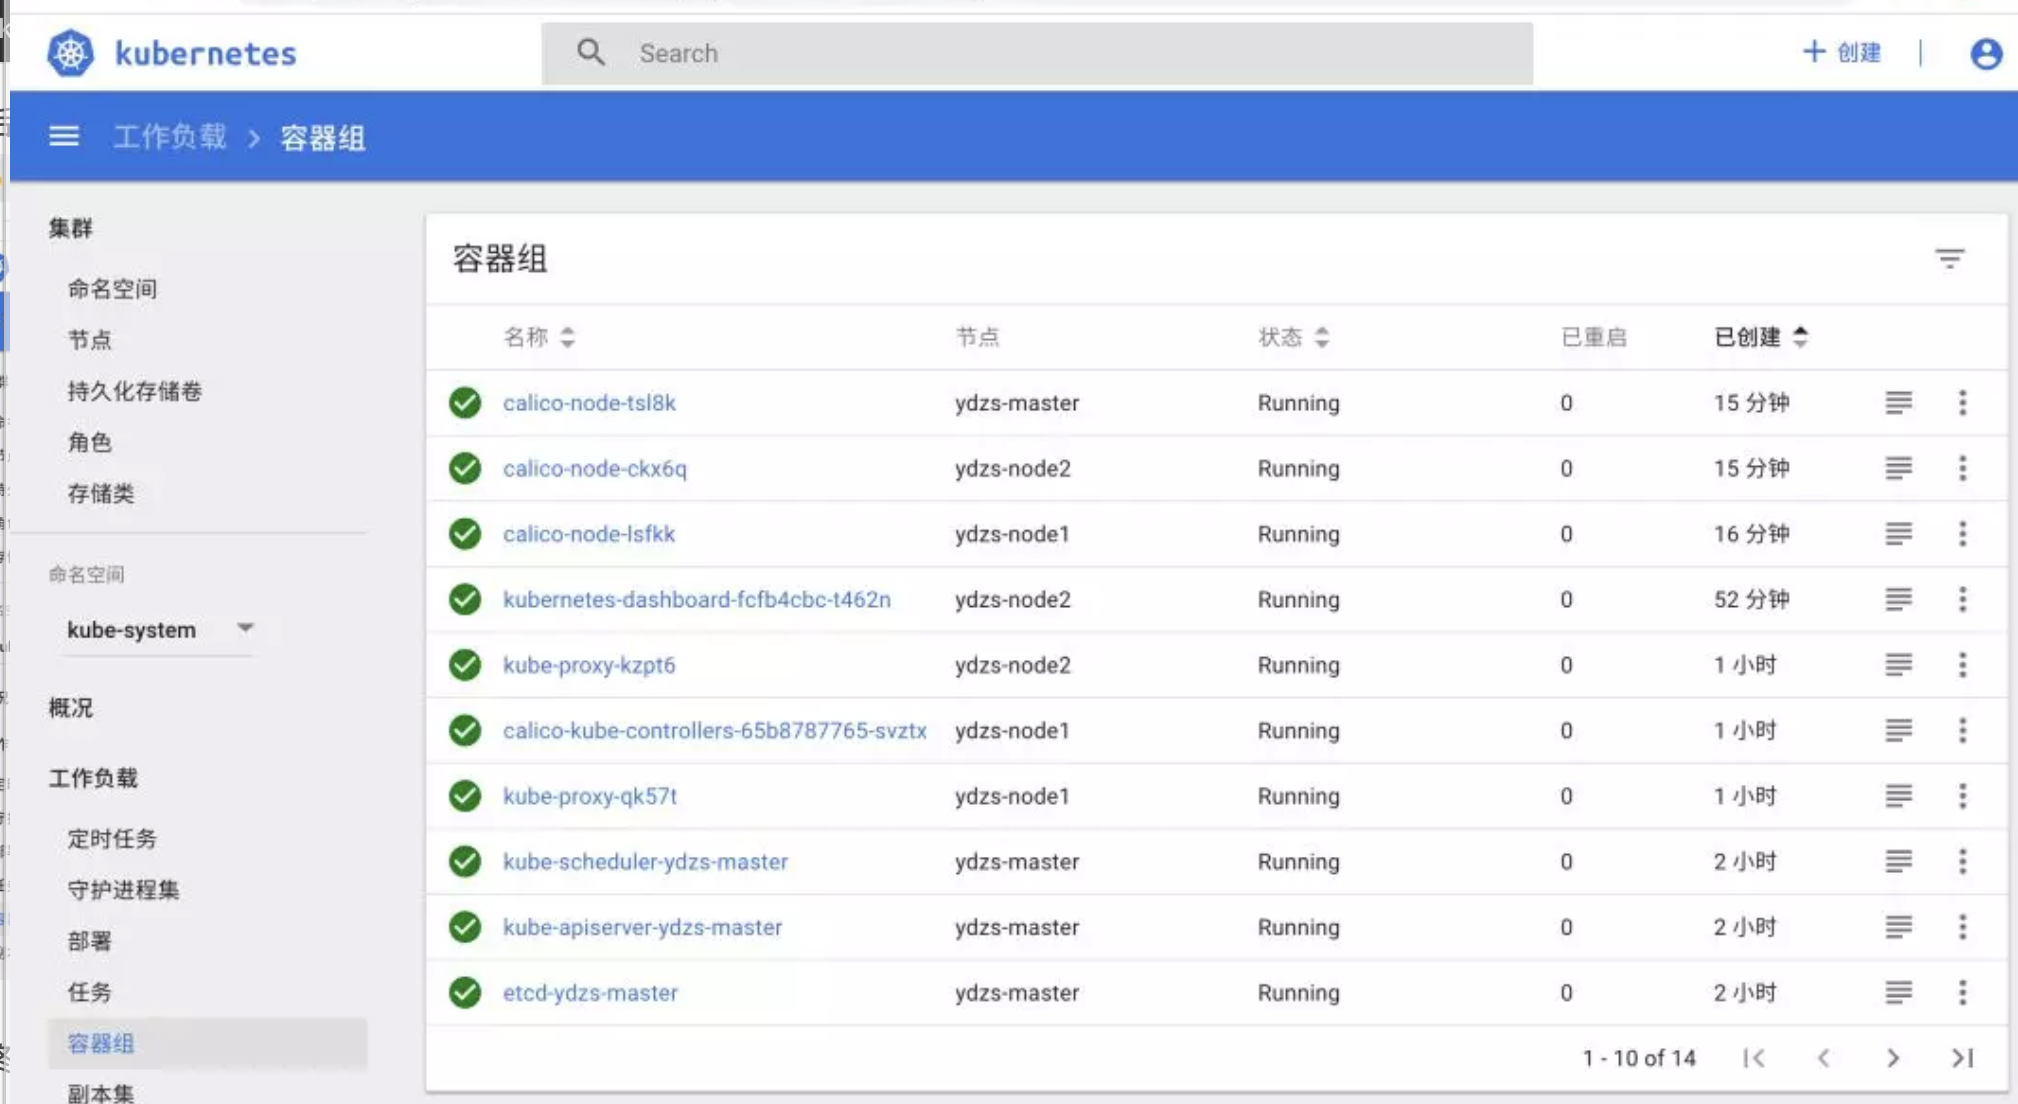 kubernetes
Search
+ 创建 |
工作负载 > 容器组
集群
命名空间
节点
持久化存储卷
角色
存储类
命名空间
kube-system
概况
工作负载
定时任务
守护进程集
部署
任务
容器组
副本集
容器组
名称 节点 状态 已重启 已创建
calico-node-tsl8k ydzs-master Running 0 15 分钟
calico-node-ckx6q ydzs-node2 Running 0 15 分钟
calico-node-lsfkk ydzs-node1 Running 0 16 分钟
kubernetes-dashboard-fcfb4cbc-t462n ydzs-node2 Running 0 52 分钟
kube-proxy-kzpt6 ydzs-node2 Running 0 1 小时
calico-kube-controllers-65b8787765-svztx ydzs-node1 Running 0 1 小时
kube-proxy-qk57t ydzs-node1 Running 0 1 小时
kube-scheduler-ydzs-master ydzs-master Running 0 2 小时
kube-apiserver-ydzs-master ydzs-master Running 0 2 小时
etcd-ydzs-master ydzs-master Running 0 2 小时
1 - 10 of 14